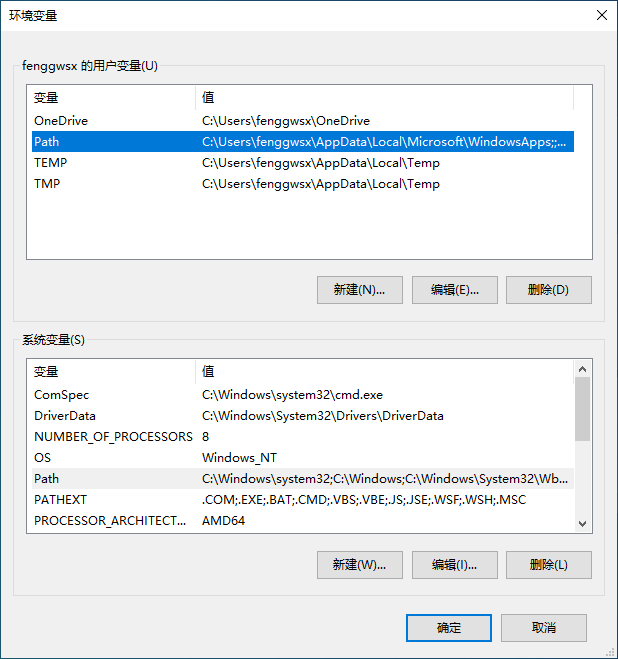 环境变量
fenggwsx 的用户变量(U)
变量 值
OneDrive C:\Users\fenggwsx\OneDrive
Path C:\Users\fenggwsx\AppData\Local\Microsoft\WindowsApps;;...
TEMP C:\Users\fenggwsx\AppData\Local\Temp
TMP C:\Users\fenggwsx\AppData\Local\Temp
新建(N)... 编辑(E)... 删除(D)
系统变量(S)
变量 值
ComSpec C:\Windows\system32\cmd.exe
DriverData C:\Windows\System32\Drivers\DriverData
NUMBER_OF_PROCESSORS 8
OS Windows_NT
Path C:\Windows\system32;C:\Windows;C:\Windows\System32\Wb...
PATHEXT .COM;.EXE;.BAT;.CMD;.VBS;.VBE;.JS;.JSE;.WSF;.WSH;.MSC
PROCESSOR_ARCHITECT... AMD64
新建(W)... 编辑(I)... 删除(L)
确定 取消